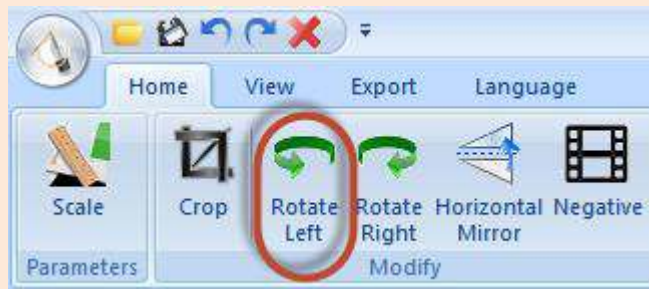 Home View Export Language
Scale Crop Rotate Left Rotate Right Horizontal Mirror Negative
Parameters Modify